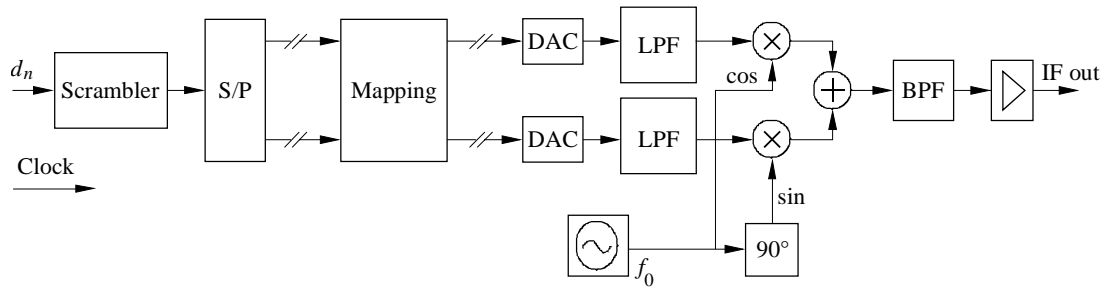 d_n
Scrambler
S/P
Mapping
DAC
LPF
cos
BPF
IF out
DAC
LPF
Clock
sin
f_0
90°